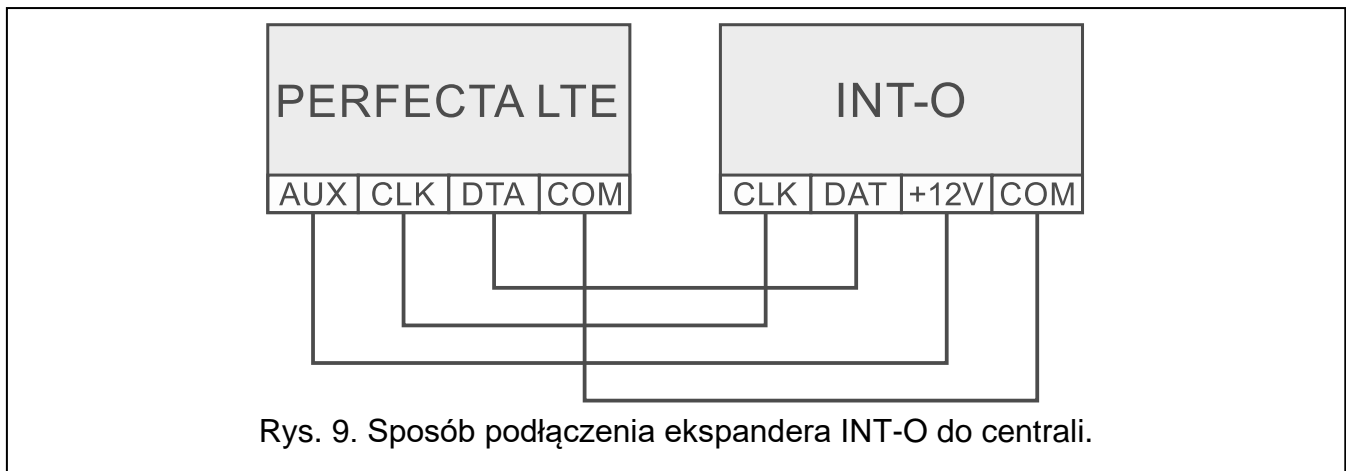 PERFECTA LTE
AUX CLK DTA COM
INT-O
CLK DAT +12V COM
Rys. 9. Sposób podłączenia ekspandera INT-O do centrali.